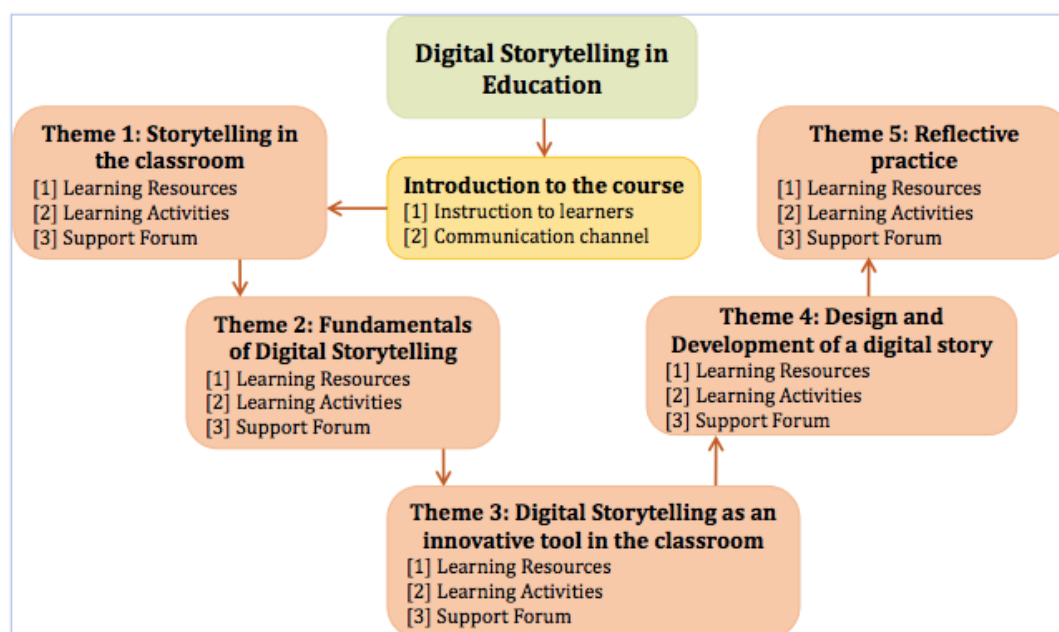 Digital Storytelling in
Education
Introduction to the course
[1] Instruction to learners
[2] Communication channel
Theme 1: Storytelling in
the classroom
[1] Learning Resources
[2] Learning Activities
[3] Support Forum
Theme 2: Fundamentals
of Digital Storytelling
[1] Learning Resources
[2] Learning Activities
[3] Support Forum
Theme 3: Digital Storytelling as an
innovative tool in the classroom
[1] Learning Resources
[2] Learning Activities
[3] Support Forum
Theme 4: Design and
Development of a digital story
[1] Learning Resources
[2] Learning Activities
[3] Support Forum
Theme 5: Reflective
practice
[1] Learning Resources
[2] Learning Activities
[3] Support Forum